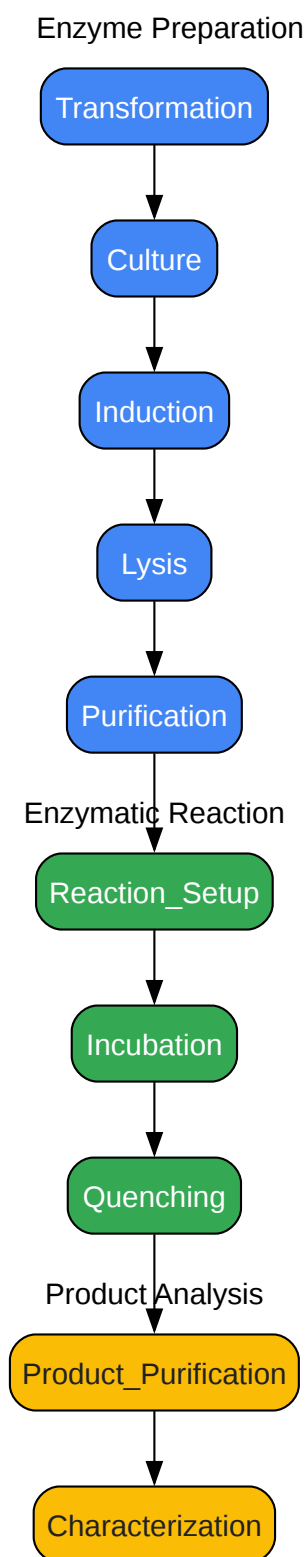 Enzyme Preparation
Transformation
Culture
Induction
Lysis
Purification
Enzymatic Reaction
Reaction_Setup
Incubation
Quenching
Product Analysis
Product_Purification
Characterization